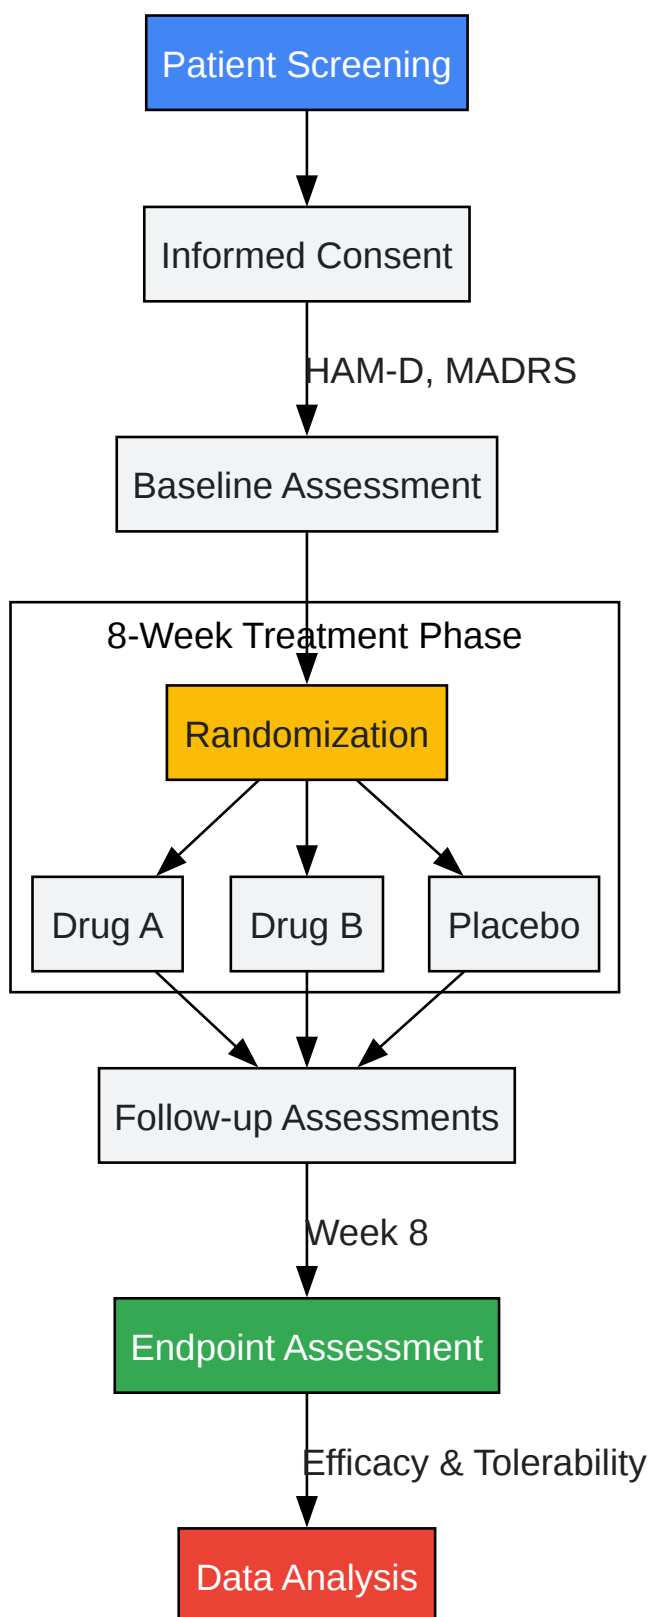 Patient Screening
Informed Consent
HAM-D, MADRS
Baseline Assessment
8-Week Treatment Phase
Randomization
Drug A
Drug B
Placebo
Follow-up Assessments
Week 8
Endpoint Assessment
Efficacy & Tolerability
Data Analysis